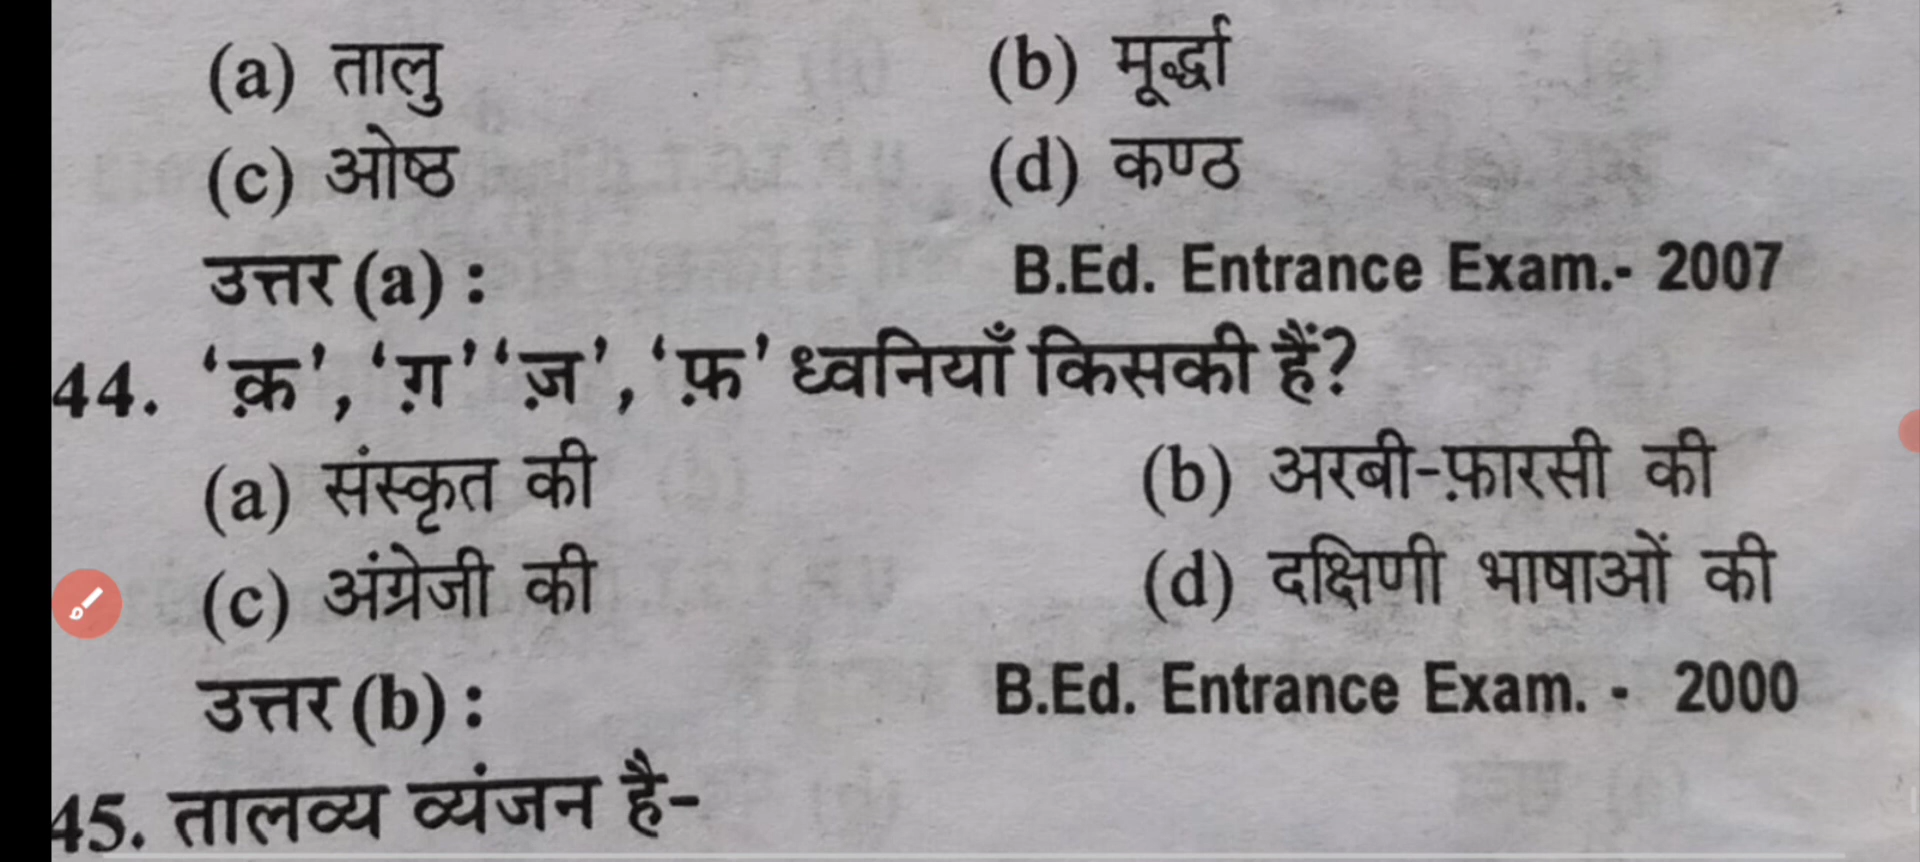 (a) तालु (b) मूर्द्धा
(c) ओष्ठ (d) कण्ठ
उत्तर (a) : B.Ed. Entrance Exam.- 2007
44. ‘क़’, ‘ग़’ ‘ज़’, ‘फ़’ ध्वनियाँ किसकी हैं?
(a) संस्कृत की (b) अरबी-फ़ारसी की
(c) अंग्रेजी की (d) दक्षिणी भाषाओं की
उत्तर (b) : B.Ed. Entrance Exam. - 2000
45. तालव्य व्यंजन है-